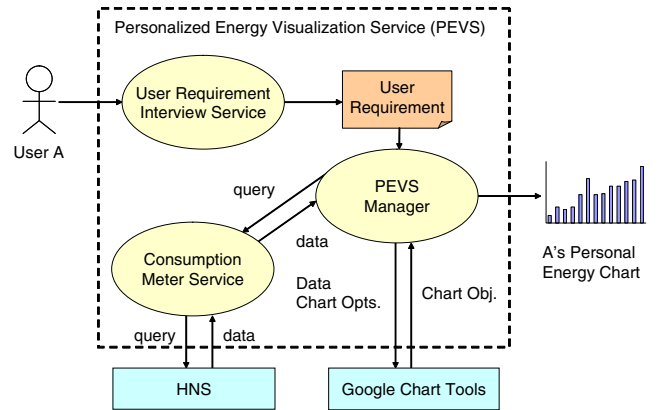 Personalized Energy Visualization Service (PEVS)
User A
User Requirement
Interview Service
User
Requirement
query
data
PEVS
Manager
Consumption
Meter Service
Data
Chart Opts.
Chart Obj.
A's Personal
Energy Chart
query
data
HNS
Google Chart Tools